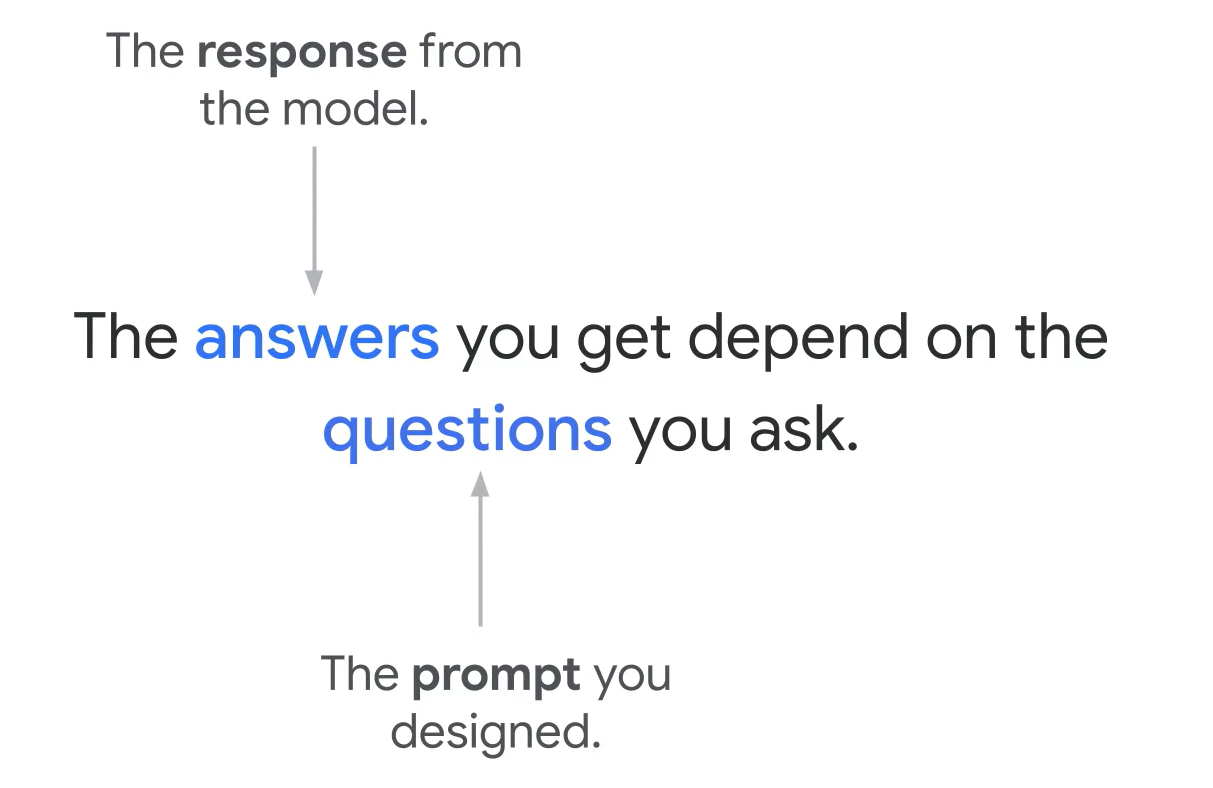 The response from
the model.
The answers you get depend on the
questions you ask.
The prompt you
designed.